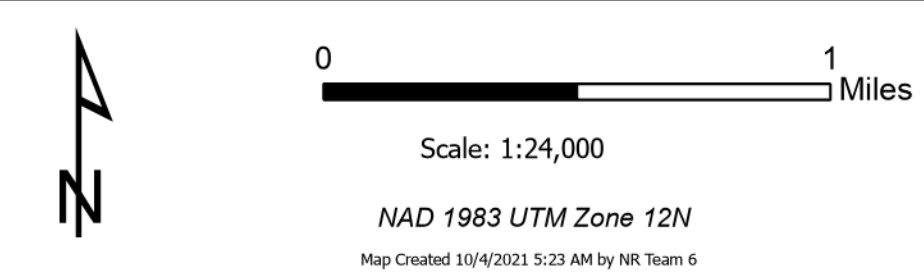 0 1
Miles
Scale: 1:24,000
N
NAD 1983 UTM Zone 12N
Map Created 10/4/2021 5:23 AM by NR Team 6